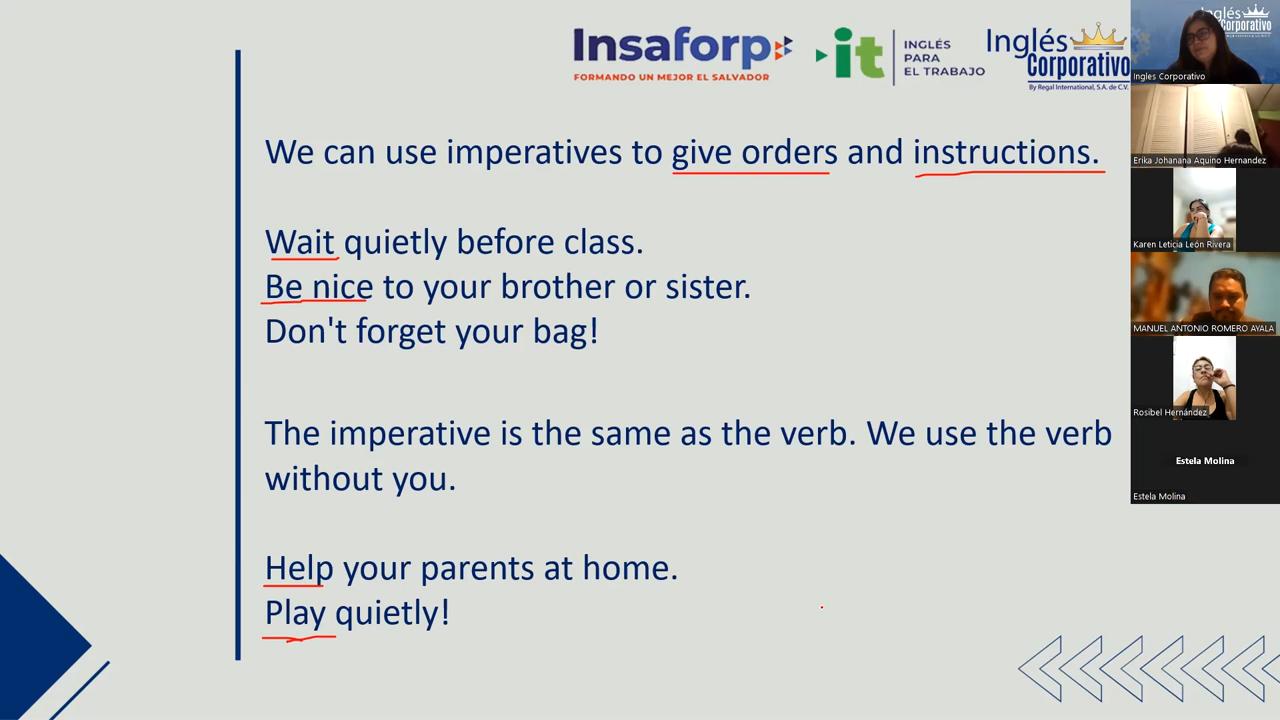 Insaforp
FORMANDO UN MEJOR EL SALVADOR
it
INGLÉS
PARA
EL TRABAJO
Inglés
Corporativo
By Regal International, S.A. de C.V.
We can use imperatives to give orders and instructions.
Wait quietly before class.
Be nice to your brother or sister.
Don't forget your bag!
The imperative is the same as the verb. We use the verb
without you.
Help your parents at home.
Play quietly!
Inglés
Corporativo
Ingles Corporativo
Erika Johanana Aquino Hernandez
Karen Leticia León Rivera
MANUEL ANTONIO ROMERO AYALA
Rosibel Hernández
Estela Molina
Estela Molina